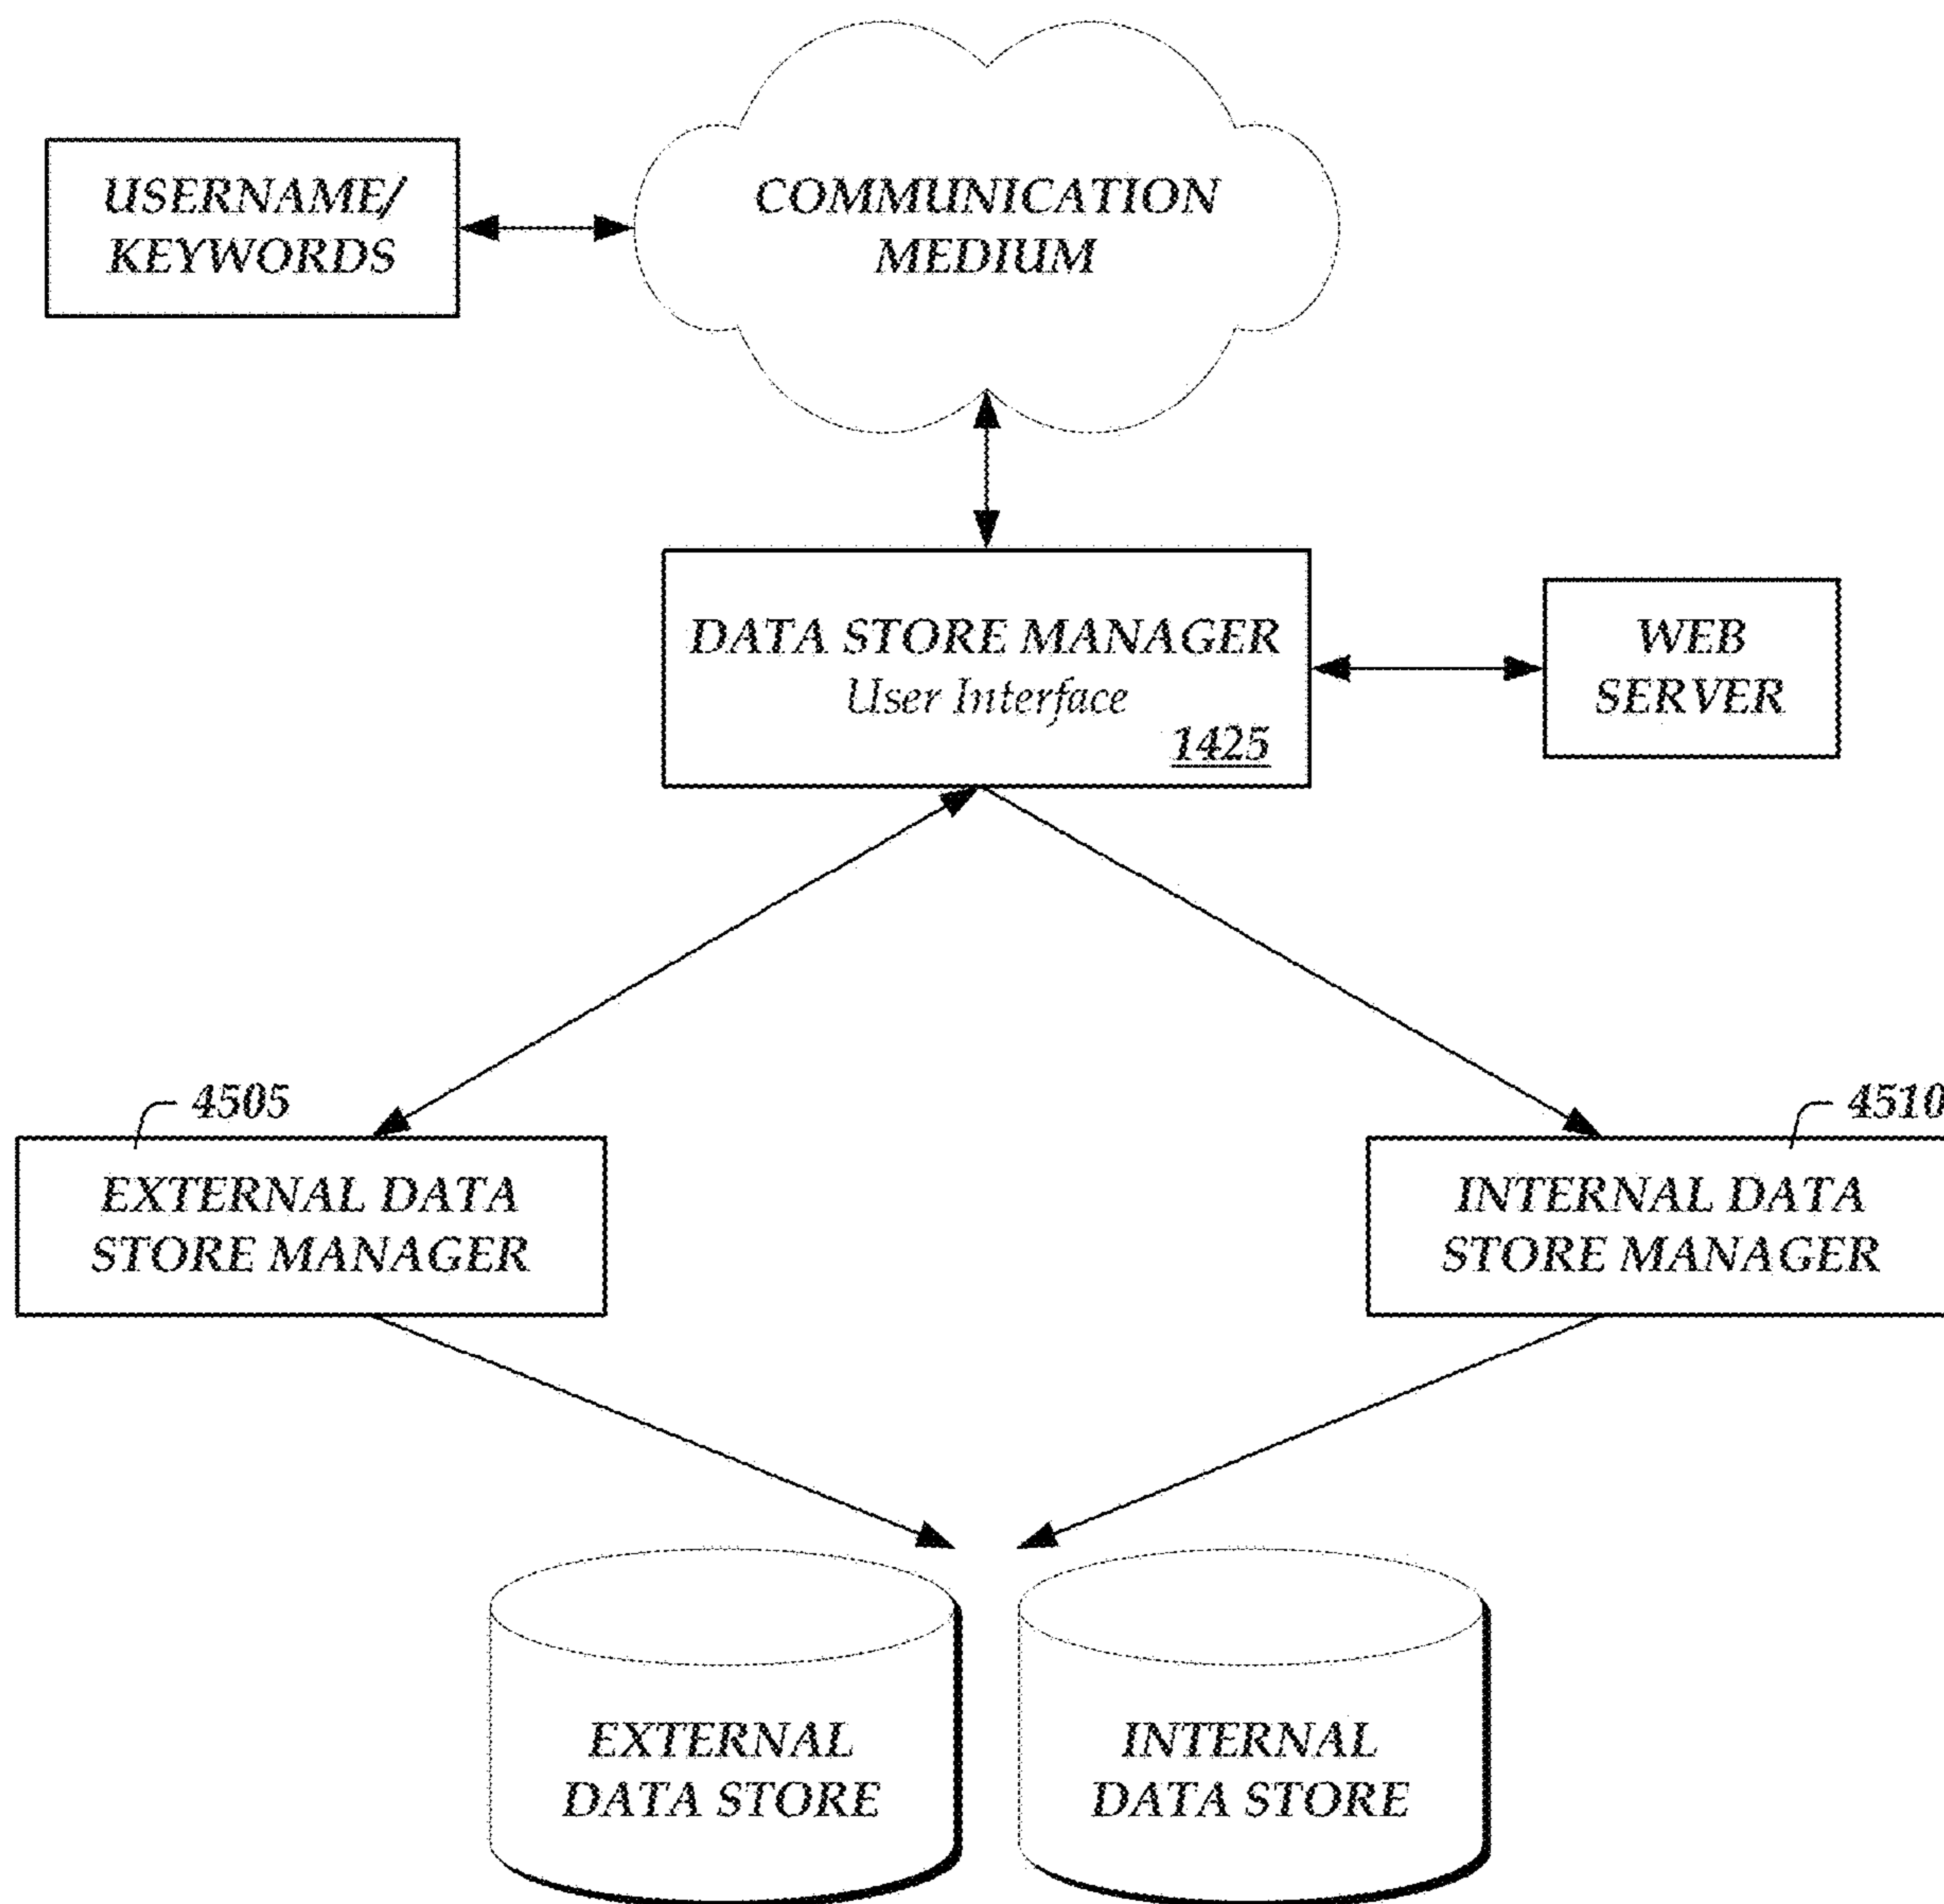 USERNAME/
KEYWORDS
COMMUNICATION
MEDIUM
DATA STORE MANAGER
User Interface
1425
WEB
SERVER
4505
EXTERNAL DATA
STORE MANAGER
4510
INTERNAL DATA
STORE MANAGER
EXTERNAL
DATA STORE
INTERNAL
DATA STORE